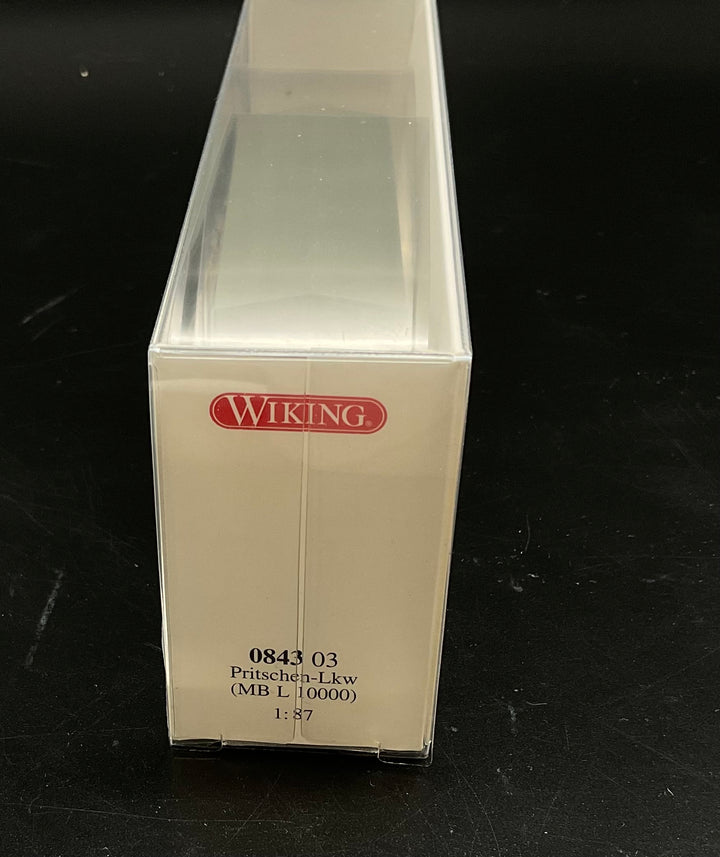 WIKING®
0843 03
Pritschen-Lkw
(MB L 10000)
1:87